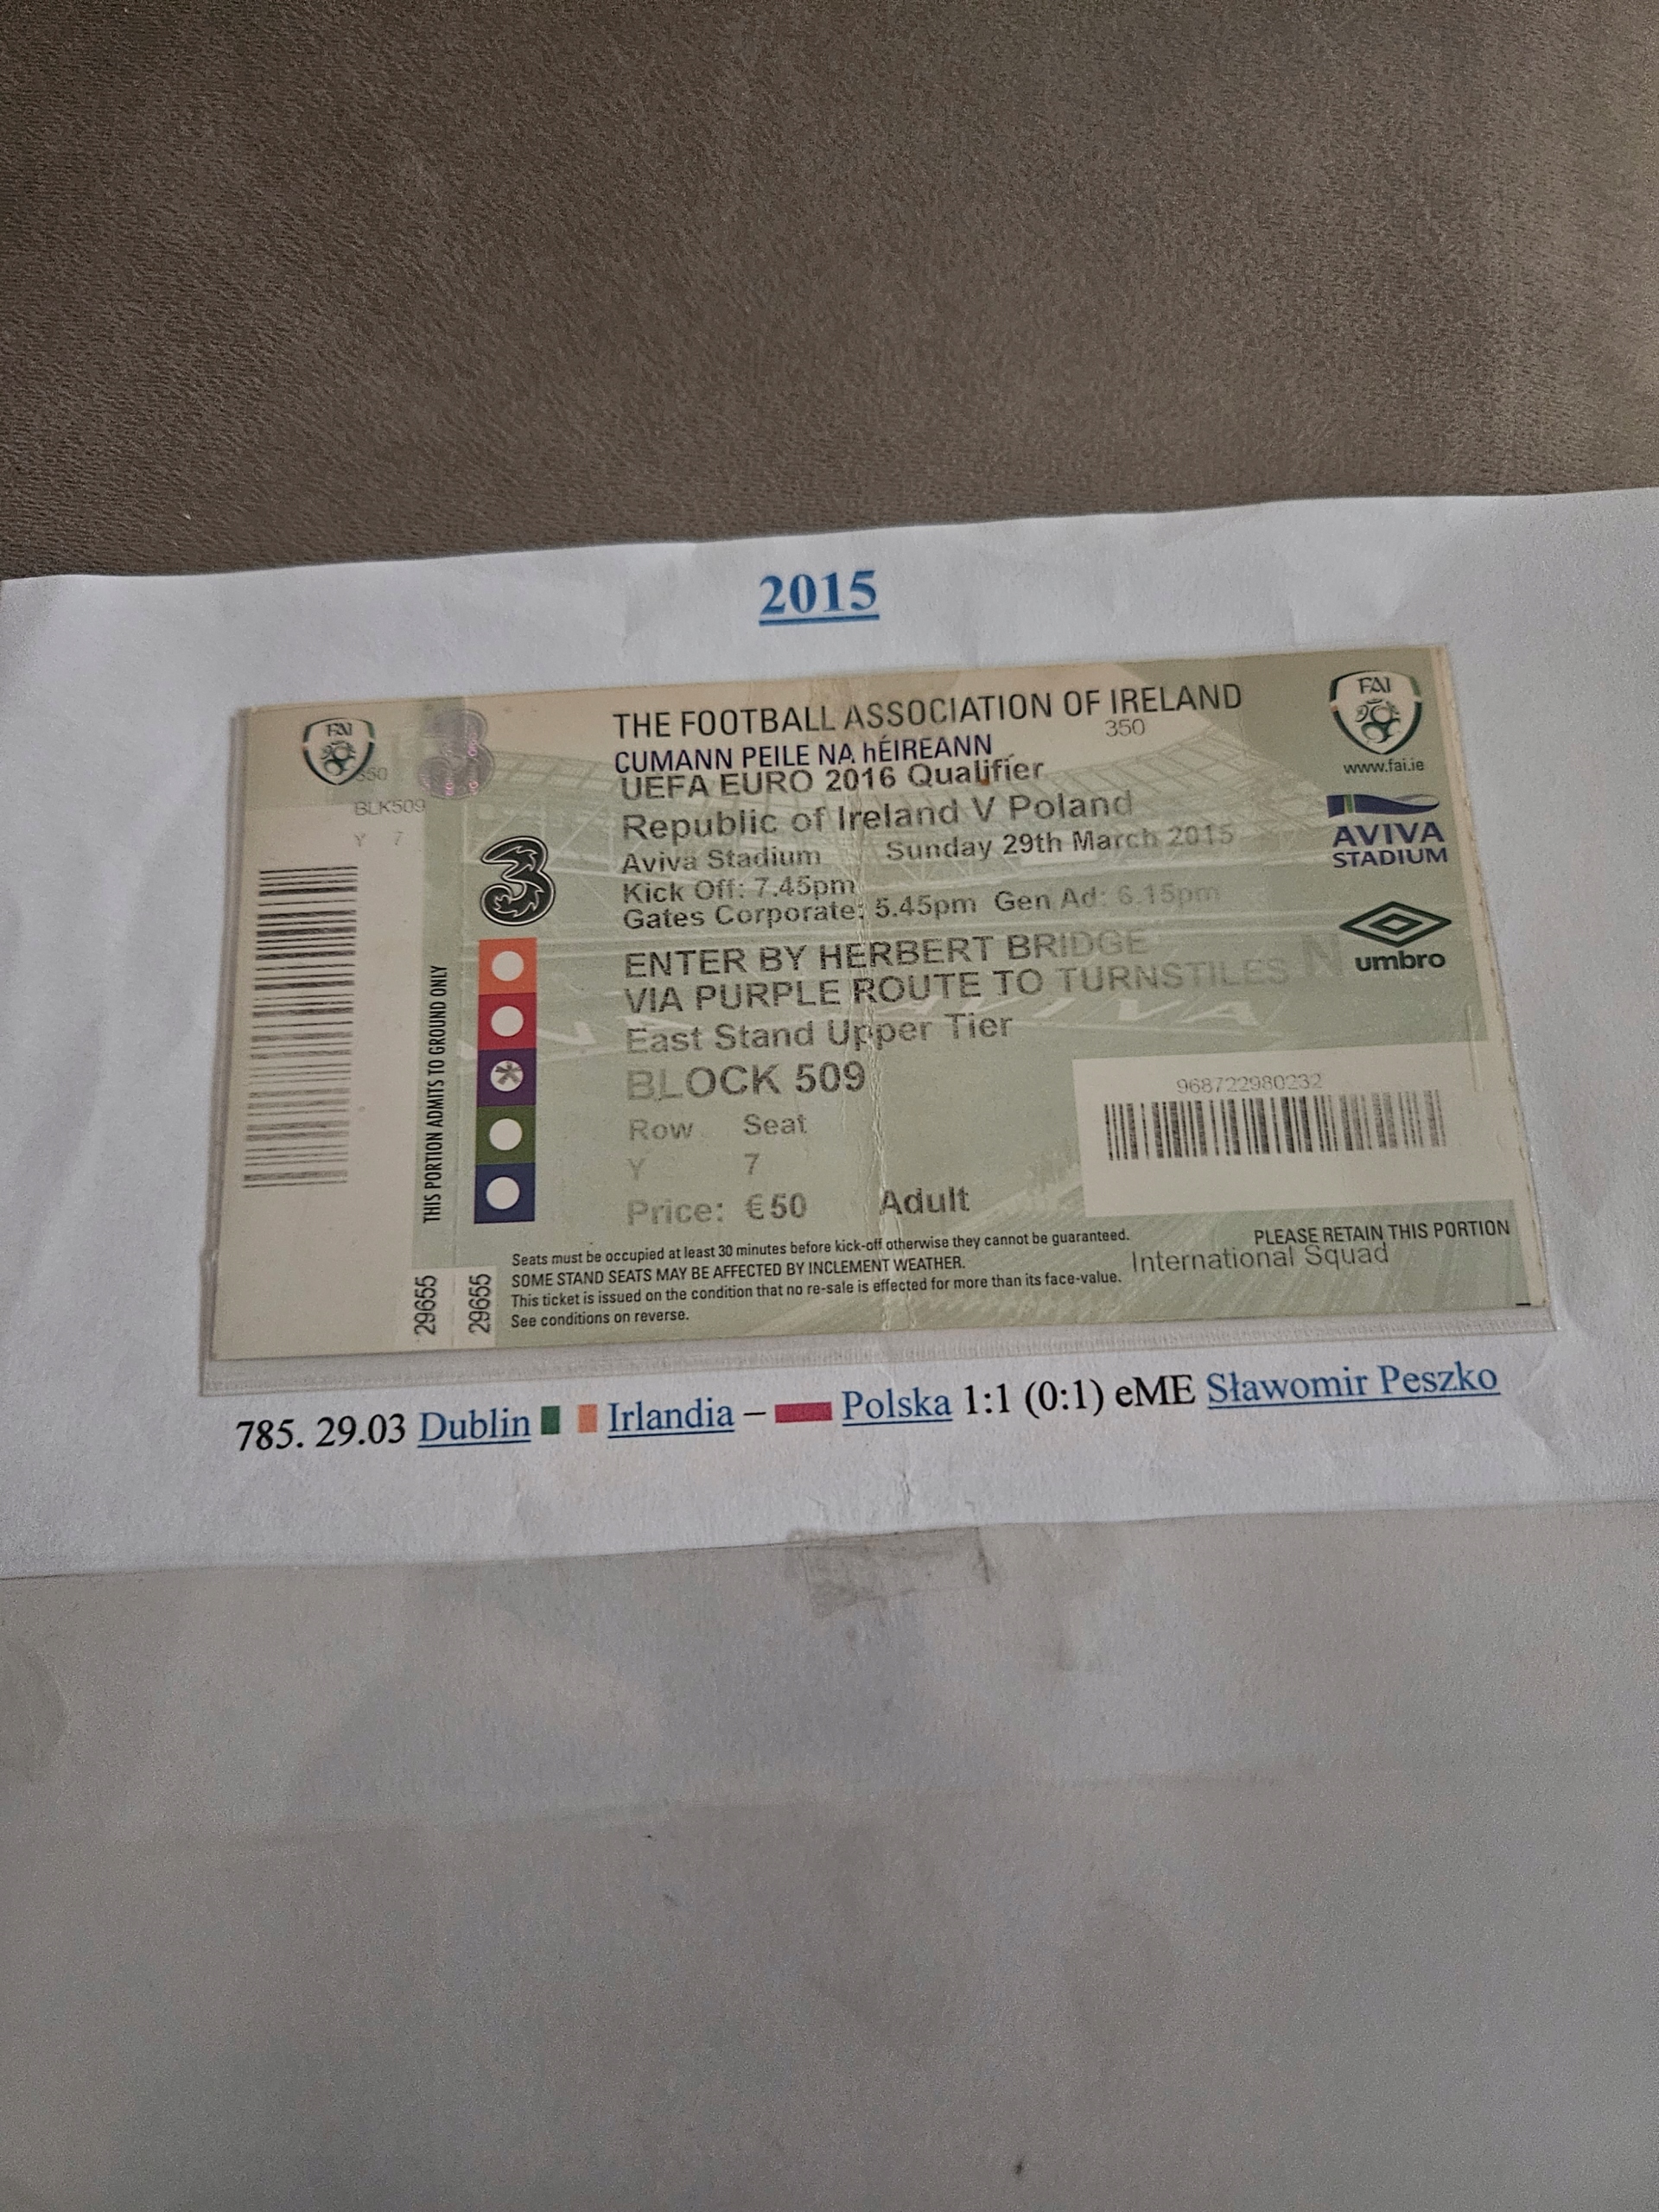 2015
FAI
350
BLK509
Y 7
THIS PORTION ADMITS TO GROUND ONLY
29655
29655
3
3
THE FOOTBALL ASSOCIATION OF IRELAND
350
CUMANN PEILE NA hÉIREANN
UEFA EURO 2016 Qualifier
Republic of Ireland V Poland
Aviva Stadium Sunday 29th March 2015
Kick Off: 7.45pm
Gates Corporate: 5.45pm Gen Ad: 6.15pm
ENTER BY HERBERT BRIDGE
VIA PURPLE ROUTE TO TURNSTILES
East Stand Upper Tier
BLOCK 509
Row Seat
Y 7
Price: €50 Adult
FAI
www.fai.ie
AVIVA
STADIUM
umbro
968722980232
PLEASE RETAIN THIS PORTION
International Squad
Seats must be occupied at least 30 minutes before kick-off otherwise they cannot be guaranteed.
SOME STAND SEATS MAY BE AFFECTED BY INCLEMENT WEATHER.
This ticket is issued on the condition that no re-sale is effected for more than its face-value.
See conditions on reverse.
785. 29.03 Dublin Irlandia – Polska 1:1 (0:1) eME Sławomir Peszko